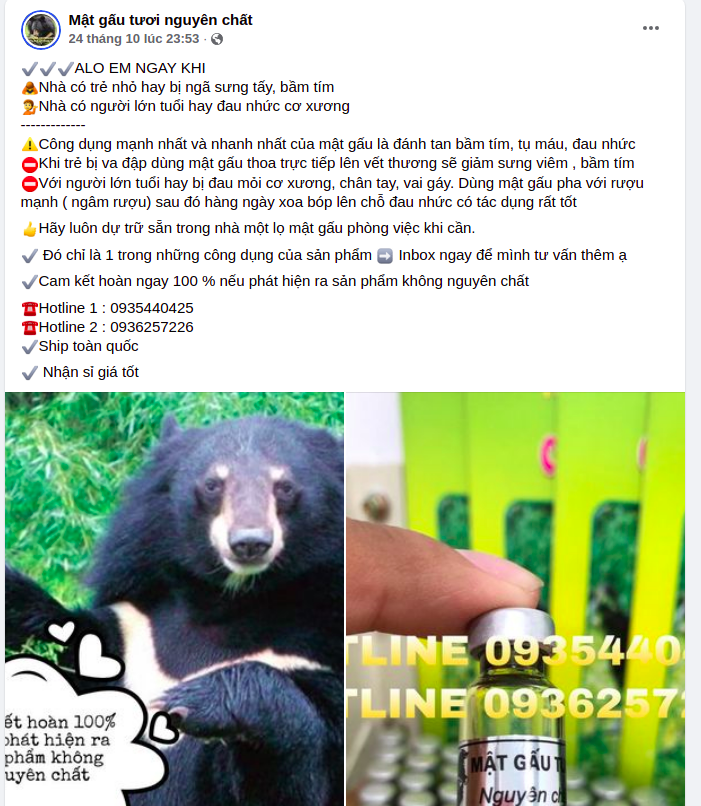 Mật gấu tươi nguyên chất
24 tháng 10 lúc 23:53 ·
ALO EM NGAY KHI
Nhà có trẻ nhỏ hay bị ngã sưng tấy, bầm tím
Nhà có người lớn tuổi hay đau nhức cơ xương
-------------
Công dụng mạnh nhất và nhanh nhất của mật gấu là đánh tan bầm tím, tụ máu, đau nhức
Khi trẻ bị va đập dùng mật gấu thoa trực tiếp lên vết thương sẽ giảm sưng viêm , bầm tím
Với người lớn tuổi hay bị đau mỏi cơ xương, chân tay, vai gáy. Dùng mật gấu pha với rượu
mạnh ( ngâm rượu) sau đó hàng ngày xoa bóp lên chỗ đau nhức có tác dụng rất tốt
Hãy luôn dự trữ sẵn trong nhà một lọ mật gấu phòng việc khi cần.
Đó chỉ là 1 trong những công dụng của sản phẩm Inbox ngay để mình tư vấn thêm ạ
Cam kết hoàn ngay 100 % nếu phát hiện ra sản phẩm không nguyên chất
Hotline 1 : 0935440425
Hotline 2 : 0936257226
Ship toàn quốc
Nhận sỉ giá tốt
ết hoàn 100%
phát hiện ra
phẩm không
uyên chất
TLINE 0935440
TLINE 0936257
MẬT GẤU T
Nguyên ch